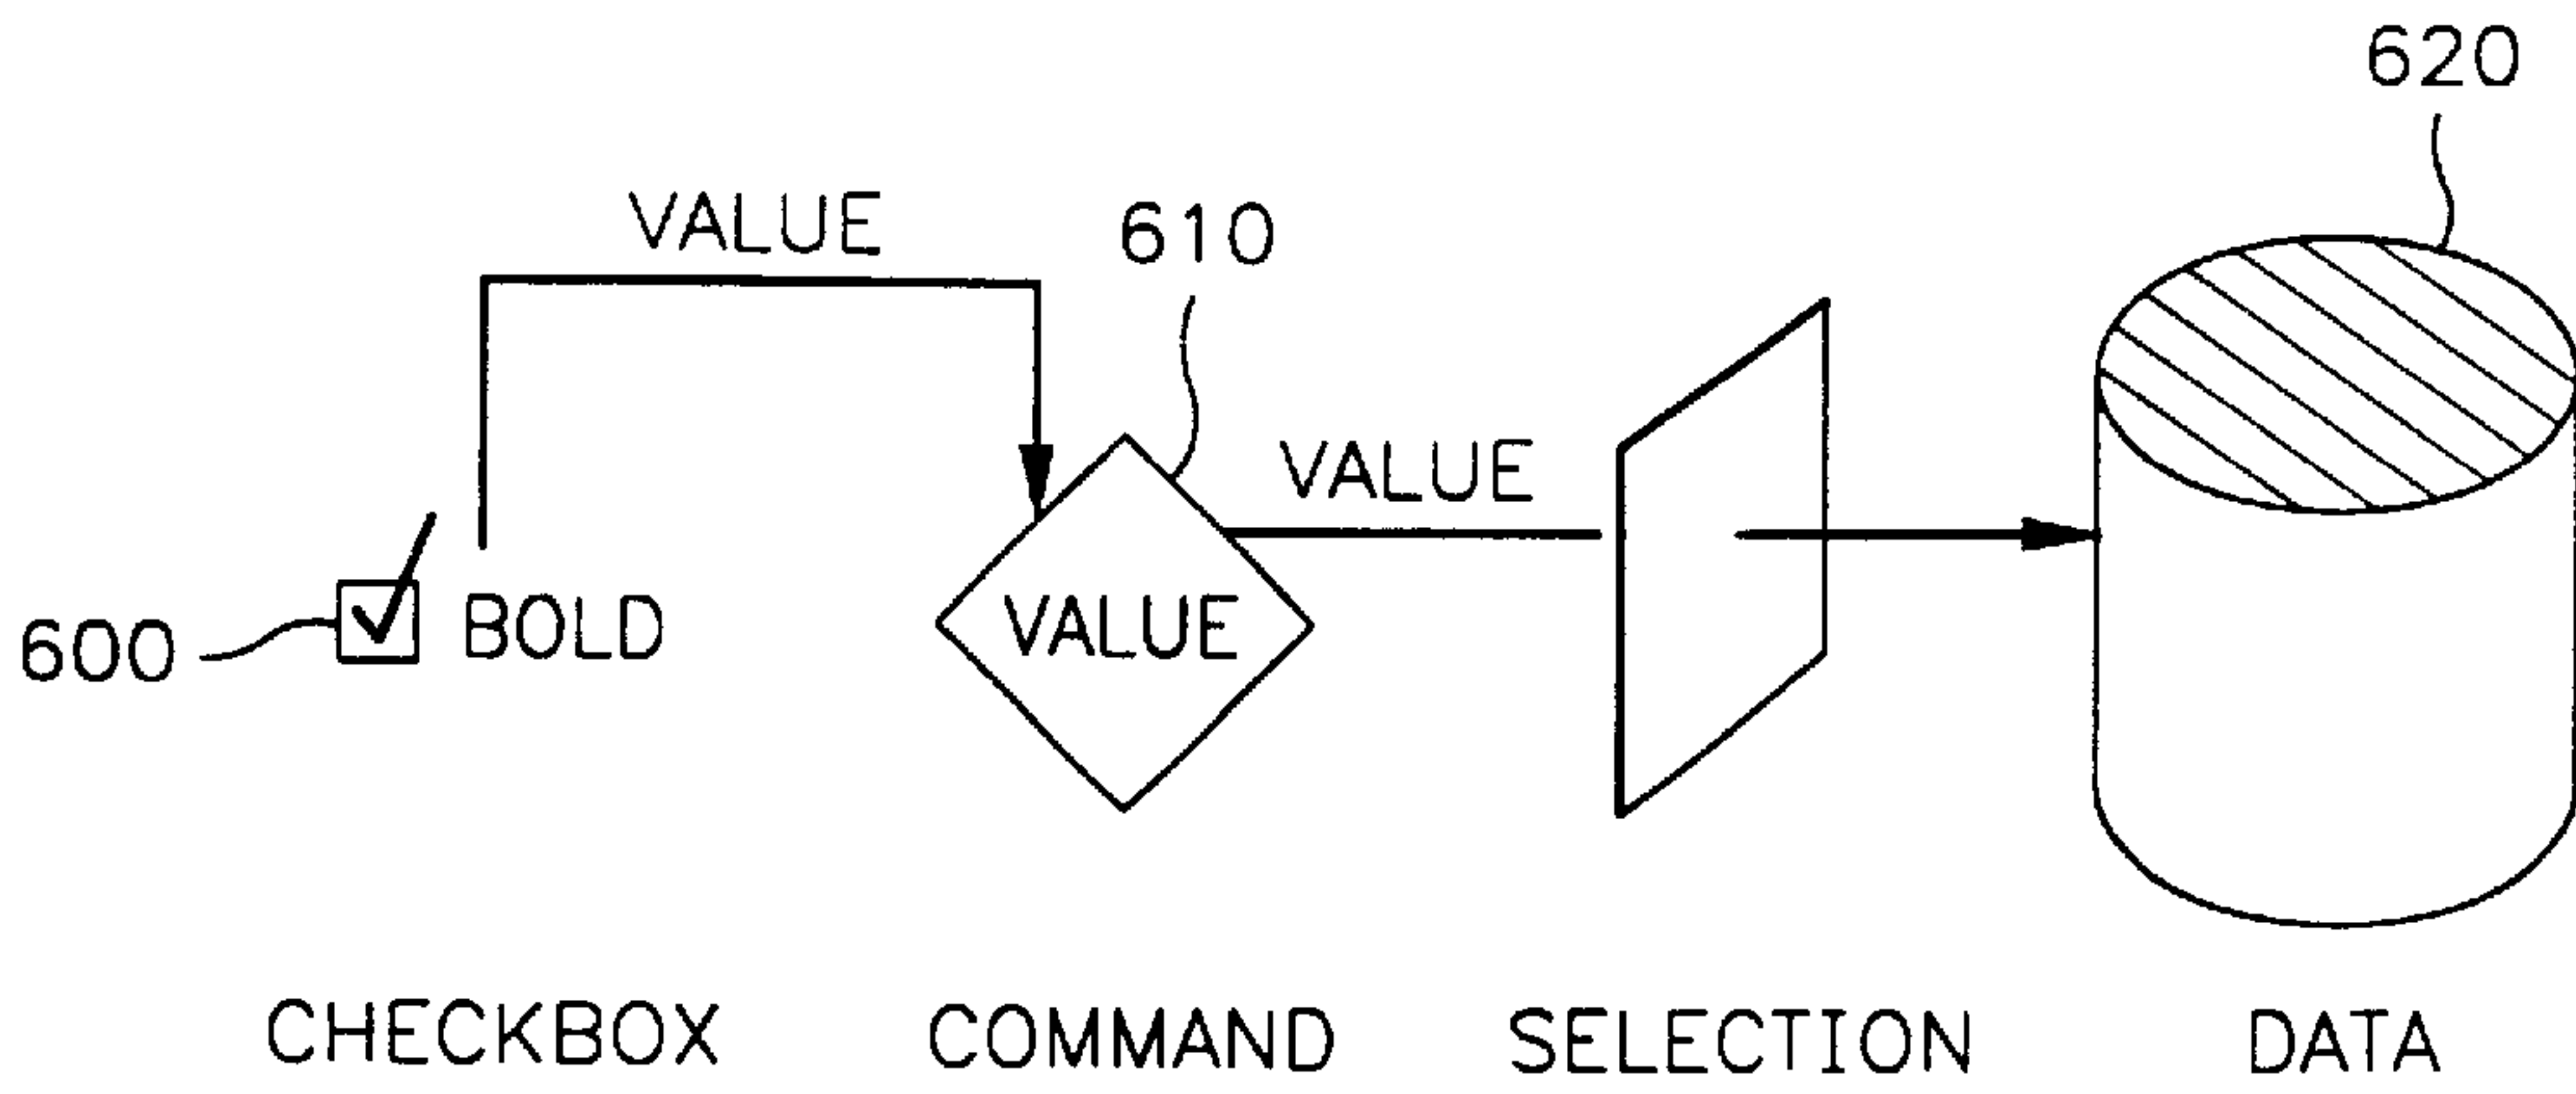 620
VALUE
610
VALUE
VALUE
600
BOLD
CHECKBOX
COMMAND
SELECTION
DATA